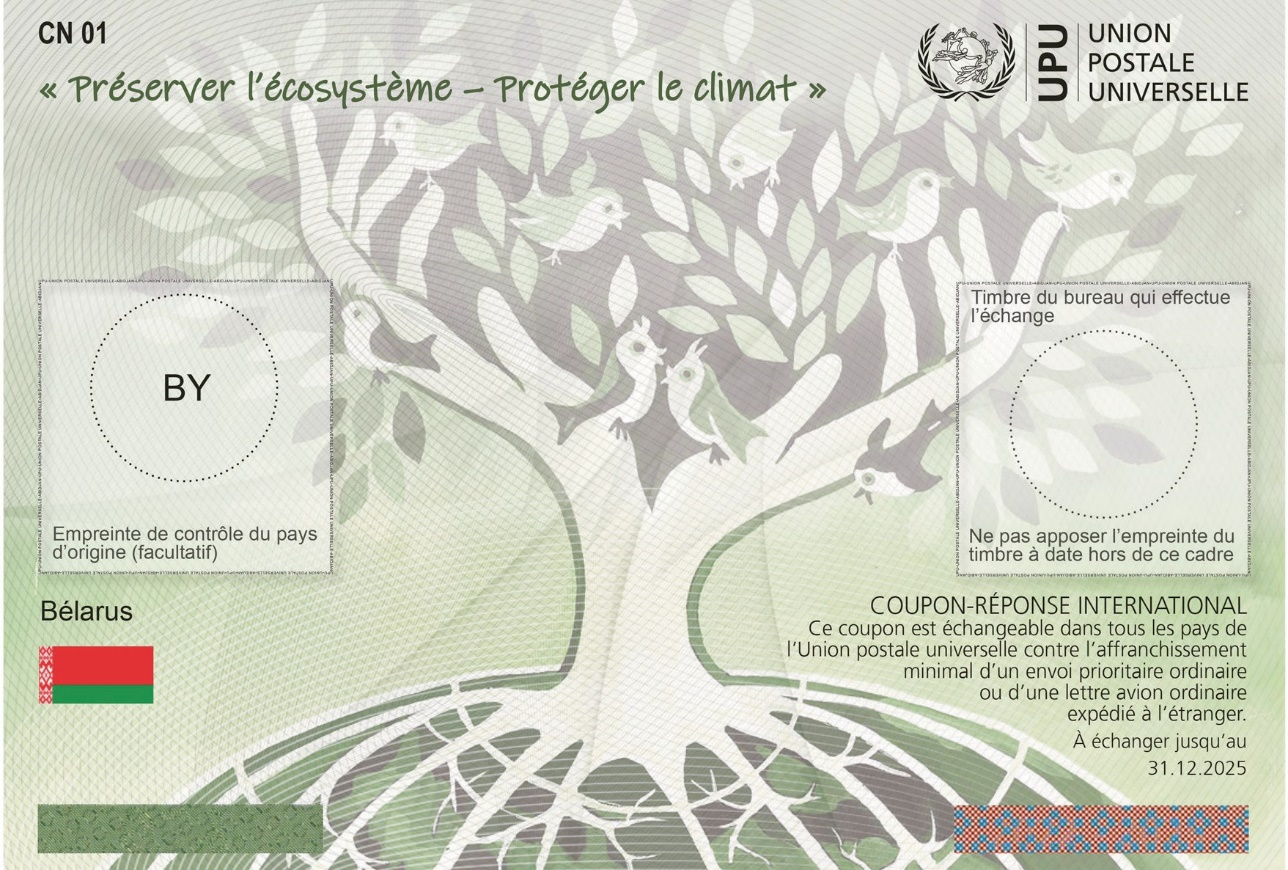 CN 01
« Préserver l'écosystème – Protéger le climat »
UPU
UNION
POSTALE
UNIVERSELLE
BY
Empreinte de contrôle du pays
d'origine (facultatif)
Timbre du bureau qui effectue
l'échange
Ne pas apposer l'empreinte du
timbre à date hors de ce cadre
Bélarus
COUPON-RÉPONSE INTERNATIONAL
Ce coupon est échangeable dans tous les pays de
l'Union postale universelle contre l'affranchissement
minimal d'un envoi prioritaire ordinaire
ou d'une lettre avion ordinaire
expédié à l'étranger.
À échanger jusqu'au
31.12.2025